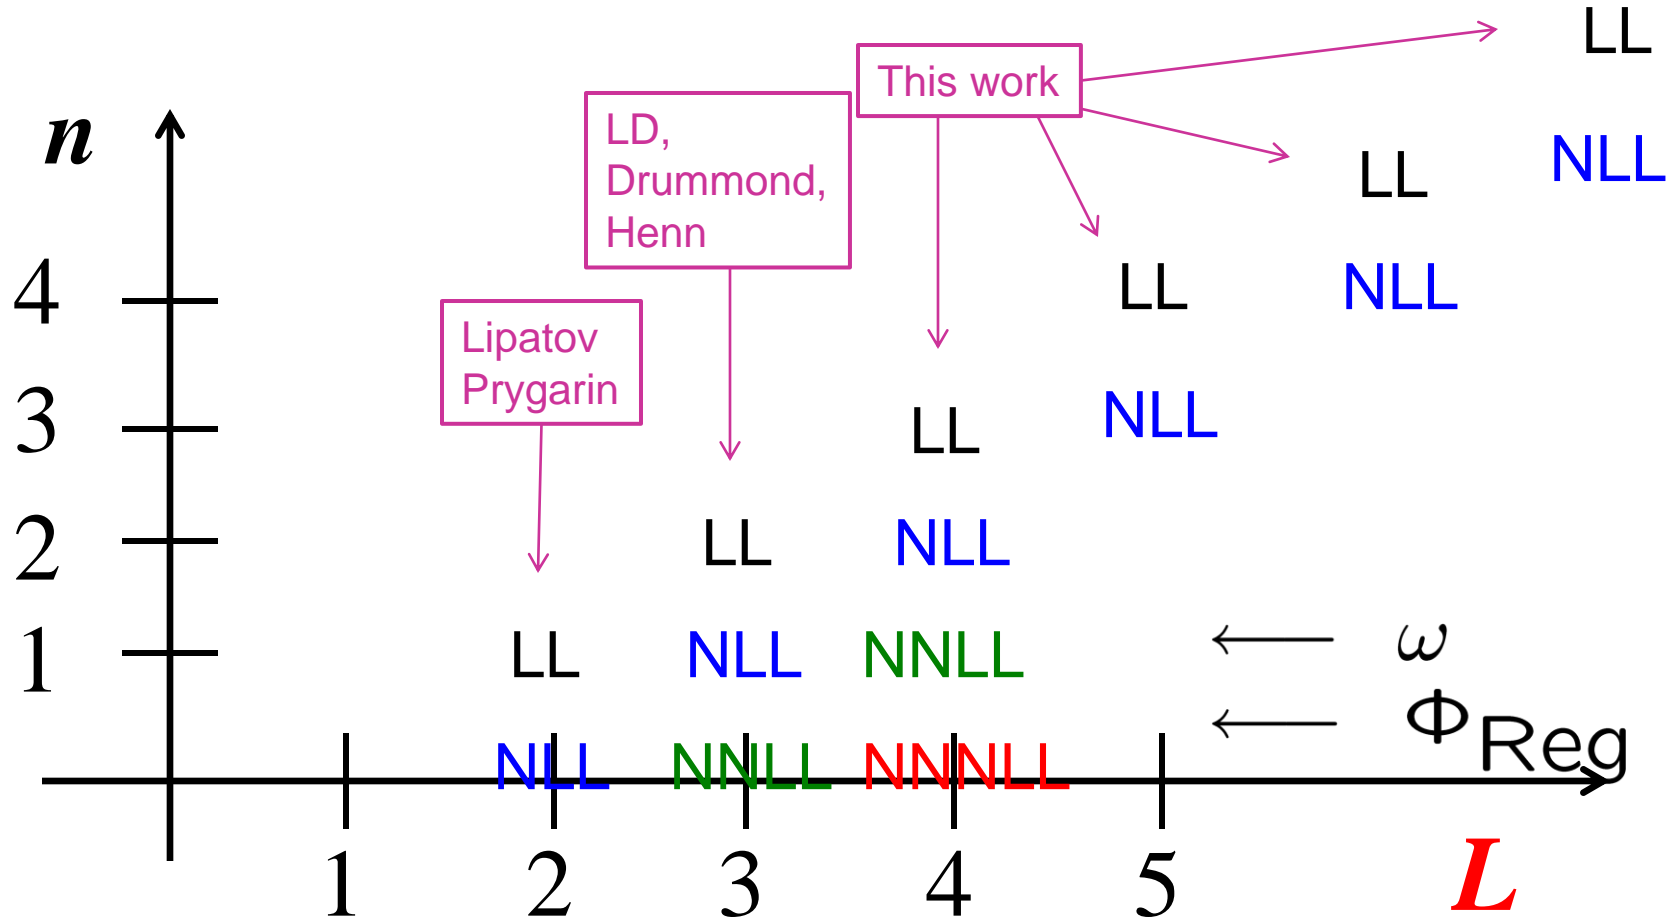 LL
This work
n
LD,
Drummond,
Henn
LL
NLL
4
LL
NLL
Lipatov
Prygarin
3
LL
NLL
2
LL
NLL
1
LL
NLL
NNLL
← ω
NLL
NNLL
NNNLL
← Φ Reg
1
2
3
4
5
L